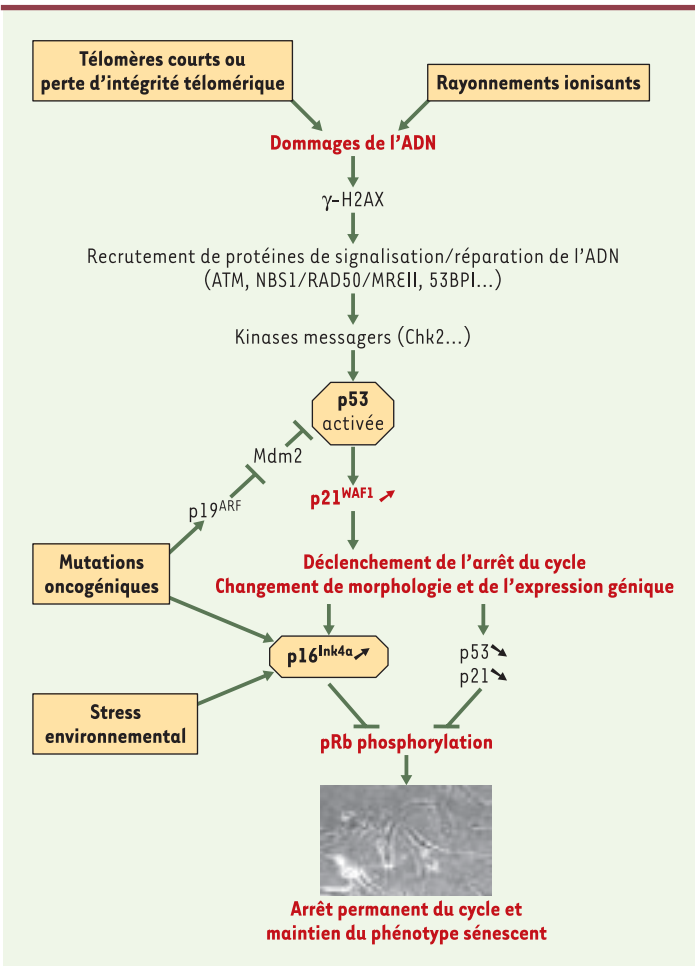 Télomères courts ou
perte d'intégrité télomérique
Rayonnements ionisants
Dommages de l'ADN
γ-H2AX
Recrutement de protéines de signalisation/réparation de l'ADN
(ATM, NBS1/RAD50/MREII, 53BPI...)
Kinases messagers (Chk2...)
p53
activée
Mdm2
p21WAF1
p19ARF
Mutations
oncogéniques
Déclenchement de l'arrêt du cycle
Changement de morphologie et de l'expression génique
p16Ink4a
p53
p21
Stress
environnemental
pRb phosphorylation
Arrêt permanent du cycle et
maintien du phénotype sénescent